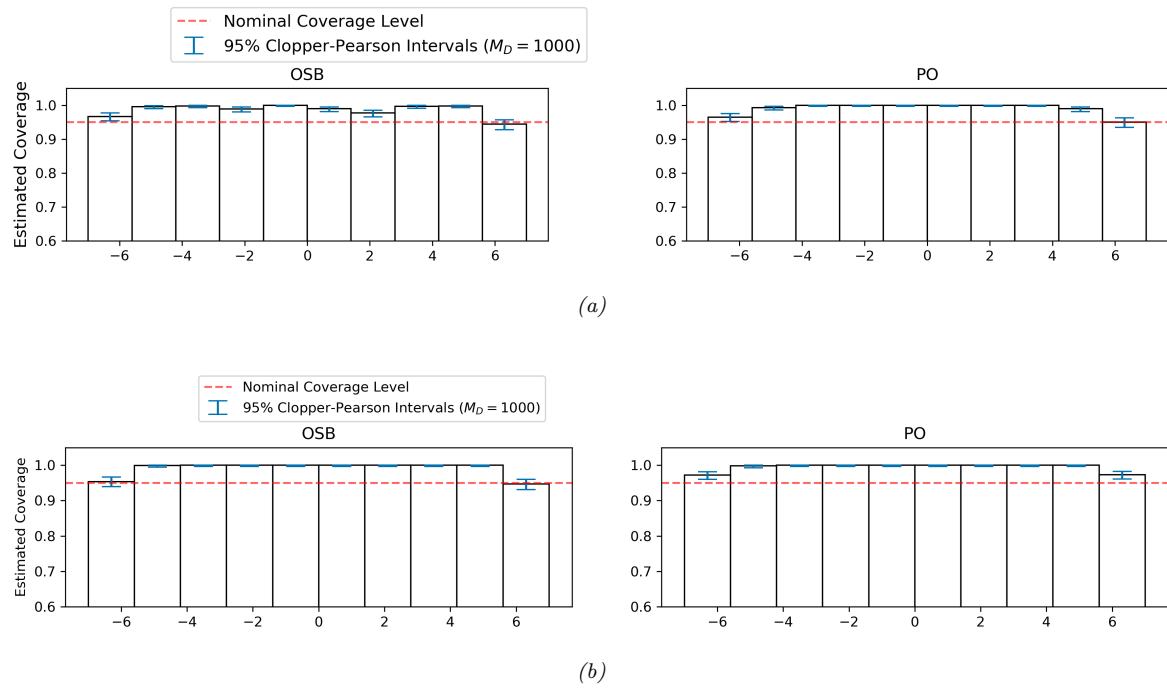 Nominal Coverage Level
95% Clopper-Pearson Intervals (M_D = 1000)
OSB
PO
Estimated Coverage
1.0
0.9
0.8
0.7
0.6
−6 −4 −2 0 2 4 6
1.0
0.9
0.8
0.7
0.6
−6 −4 −2 0 2 4 6
(a)
Nominal Coverage Level
95% Clopper-Pearson Intervals (M_D = 1000)
OSB
PO
Estimated Coverage
1.0
0.9
0.8
0.7
0.6
−6 −4 −2 0 2 4 6
1.0
0.9
0.8
0.7
0.6
−6 −4 −2 0 2 4 6
(b)